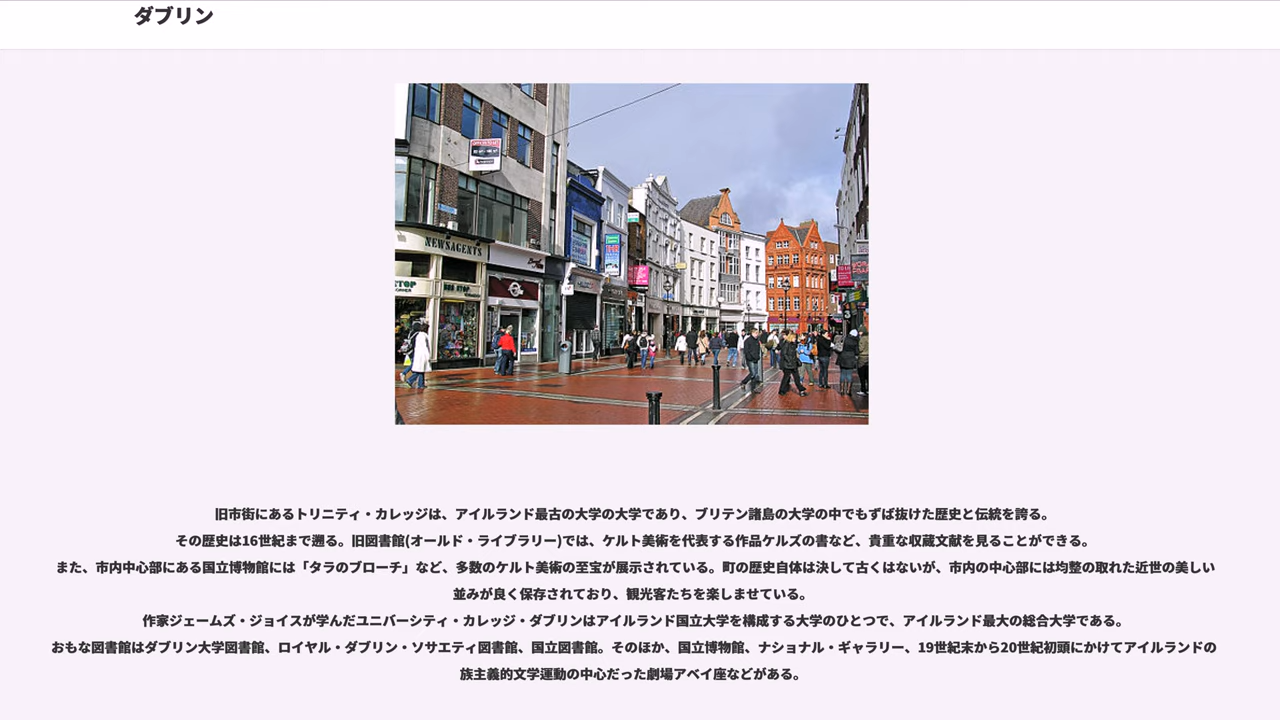 ダブリン
NEWSAGENTS
STOP
旧市街にあるトリニティ・カレッジは、アイルランド最古の大学の大学であり、ブリテン諸島の大学の中でもずば抜けた歴史と伝統を誇る。
その歴史は16世紀まで遡る。旧図書館(オールド・ライブラリー)では、ケルト美術を代表する作品ケルズの書など、貴重な収蔵文献を見ることができる。
また、市内中心部にある国立博物館には「タラのブローチ」など、多数のケルト美術の至宝が展示されている。町の歴史自体は決して古くはないが、市内の中心部には均整の取れた近世の美しい
並みが良く保存されており、観光客たちを楽しませている。
作家ジェームズ・ジョイスが学んだユニバーシティ・カレッジ・ダブリンはアイルランド国立大学を構成する大学のひとつで、アイルランド最大の総合大学である。
おもな図書館はダブリン大学図書館、ロイヤル・ダブリン・ソサエティ図書館、国立図書館。そのほか、国立博物館、ナショナル・ギャラリー、19世紀末から20世紀初頭にかけてアイルランドの
族主義的文学運動の中心だった劇場アベイ座などがある。